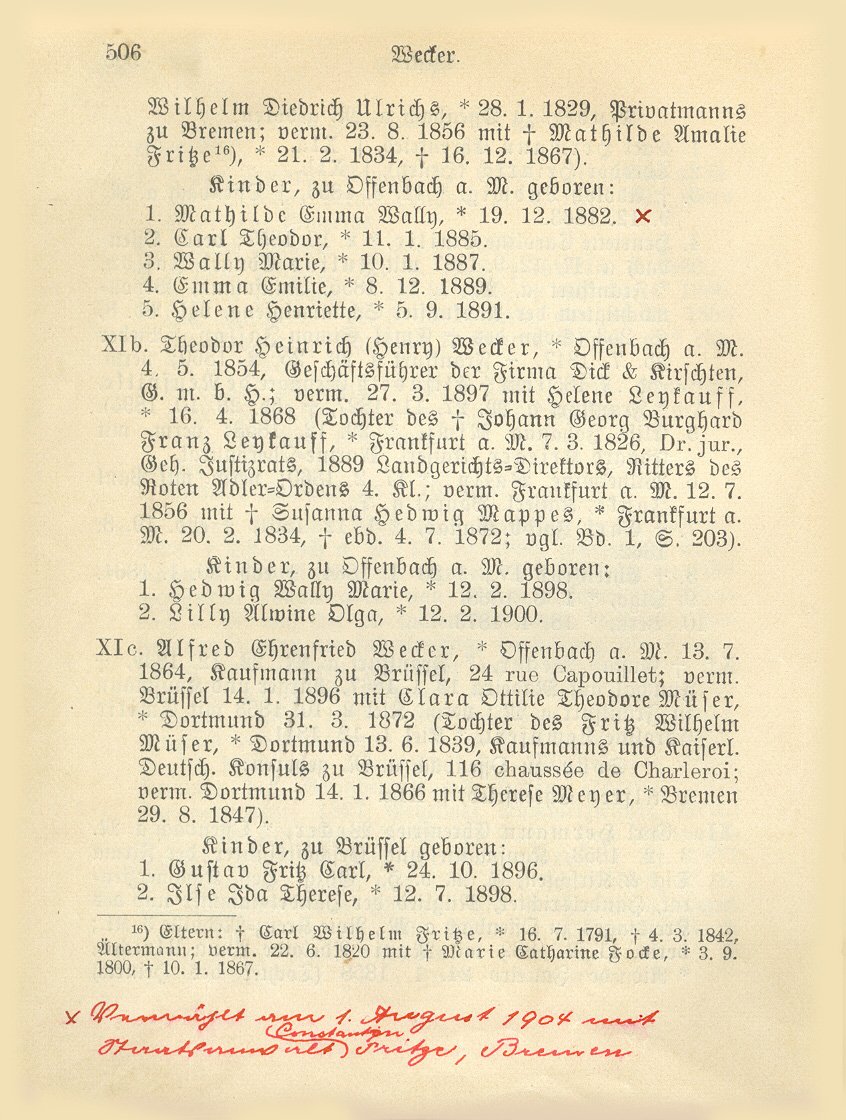 506 Wecker.
Wilhelm Diedrich Ulrichs, * 28. 1. 1829, Privatmanns
zu Bremen; verm. 23. 8. 1856 mit † Mathilde Amalie
Fritze¹⁶), * 21. 2. 1834, † 16. 12. 1867).
Kinder, zu Offenbach a. M. geboren:
1. Mathilde Emma Wally, * 19. 12. 1882. ×
2. Carl Theodor, * 11. 1. 1885.
3. Wally Marie, * 10. 1. 1887.
4. Emma Emilie, * 8. 12. 1889.
5. Helene Henriette, * 5. 9. 1891.
XIb. Theodor Heinrich (Henry) Wecker, * Offenbach a. M.
4. 5. 1854, Geschäftsführer der Firma Dick & Kirschten,
G. m. b. H.; verm. 27. 3. 1897 mit Helene Leykauff,
* 16. 4. 1868 (Tochter des † Johann Georg Burghard
Franz Leykauff, * Frankfurt a. M. 7. 3. 1826, Dr. jur.,
Geh. Justizrats, 1889 Landgerichts-Direktors, Ritters des
Roten Adler-Ordens 4. Kl.; verm. Frankfurt a. M. 12. 7.
1856 mit † Susanna Hedwig Mappes, * Frankfurt a.
M. 20. 2. 1834, † ebd. 4. 7. 1872; vgl. Bd. 1, S. 203).
Kinder, zu Offenbach a. M. geboren:
1. Hedwig Wally Marie, * 12. 2. 1898.
2. Lilly Alwine Olga, * 12. 2. 1900.
XIc. Alfred Ehrenfried Wecker, * Offenbach a. M. 13. 7.
1864, Kaufmann zu Brüssel, 24 rue Capouillet; verm.
Brüssel 14. 1. 1896 mit Clara Ottilie Theodore Müser,
* Dortmund 31. 3. 1872 (Tochter des Fritz Wilhelm
Müser, * Dortmund 13. 6. 1839, Kaufmanns und Kaiserl.
Deutsch. Konsuls zu Brüssel, 116 chaussée de Charleroi;
verm. Dortmund 14. 1. 1866 mit Therese Meyer, * Bremen
29. 8. 1847).
Kinder, zu Brüssel geboren:
1. Gustav Fritz Carl, * 24. 10. 1896.
2. Ilse Ida Therese, * 12. 7. 1898.
¹⁶) Eltern: † Carl Wilhelm Fritze, * 16. 7. 1791, † 4. 3. 1842,
Ältermann; verm. 22. 6. 1820 mit † Marie Catharine Focke, * 3. 9.
1800, † 10. 1. 1867.
× Vermählt am 1. August 1904 mit
Constantin
Staatsanwalt Fritze, Bremen